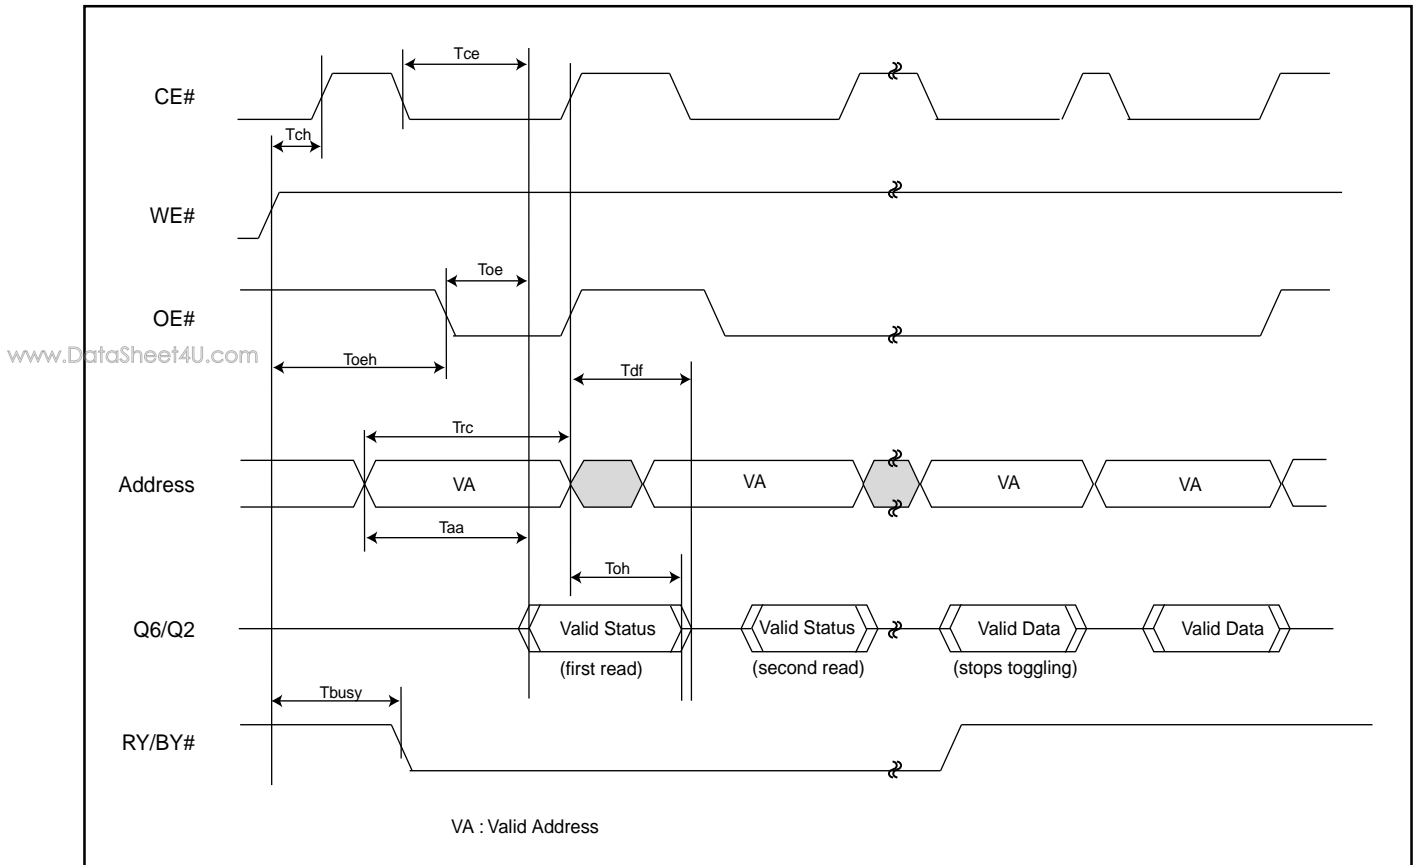 Tce
CE#
Tch
WE#
Toe
OE#
www.DataSheet4U.com
Toeh
Tdf
Trc
Address
VA
VA
VA
VA
Taa
Toh
Q6/Q2
Valid Status
Valid Status
Valid Data
Valid Data
(first read)
(second read)
(stops toggling)
Tbusy
RY/BY#
VA : Valid Address